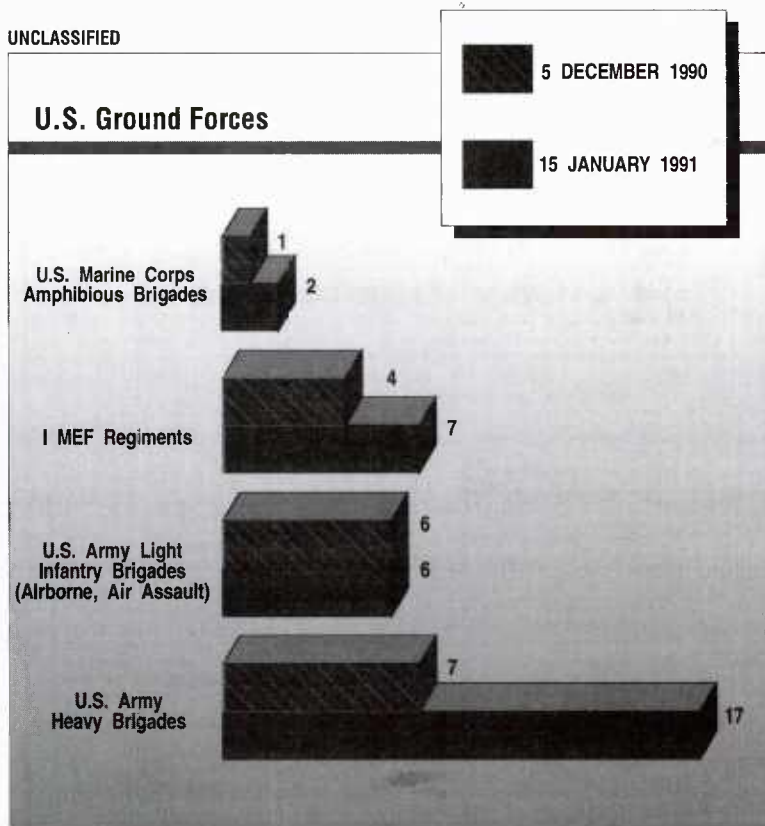 UNCLASSIFIED
5 DECEMBER 1990
U.S. Ground Forces
15 JANUARY 1991
U.S. Marine Corps
Amphibious Brigades
1
2
I MEF Regiments
4
7
U.S. Army Light
Infantry Brigades
(Airborne, Air Assault)
6
6
U.S. Army
Heavy Brigades
7
17